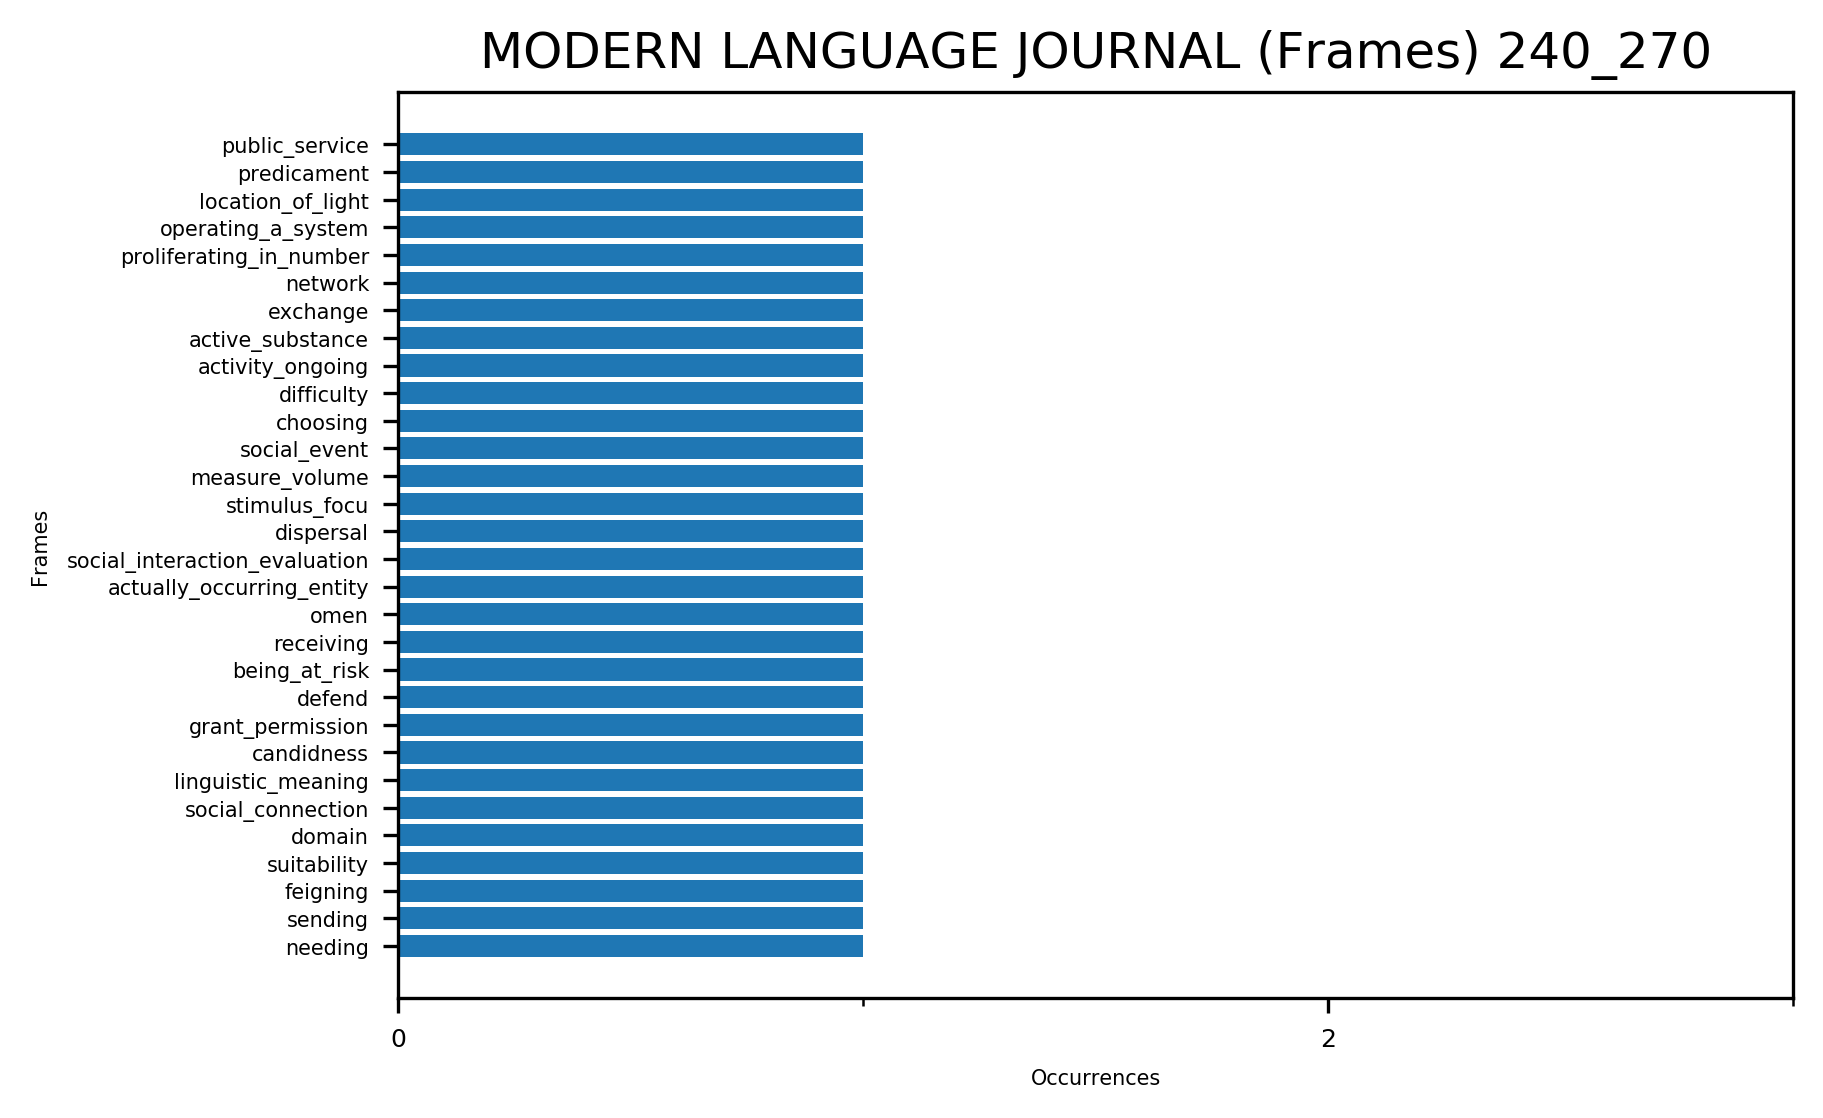 MODERN LANGUAGE JOURNAL (Frames) 240_270
public_service
predicament
location_of_light
operating_a_system
proliferating_in_number
network
exchange
active_substance
activity_ongoing
difficulty
choosing
social_event
measure_volume
stimulus_focu
dispersal
social_interaction_evaluation
actually_occurring_entity
omen
receiving
being_at_risk
defend
grant_permission
candidness
linguistic_meaning
social_connection
domain
suitability
feigning
sending
needing
Frames
0 2
Occurrences